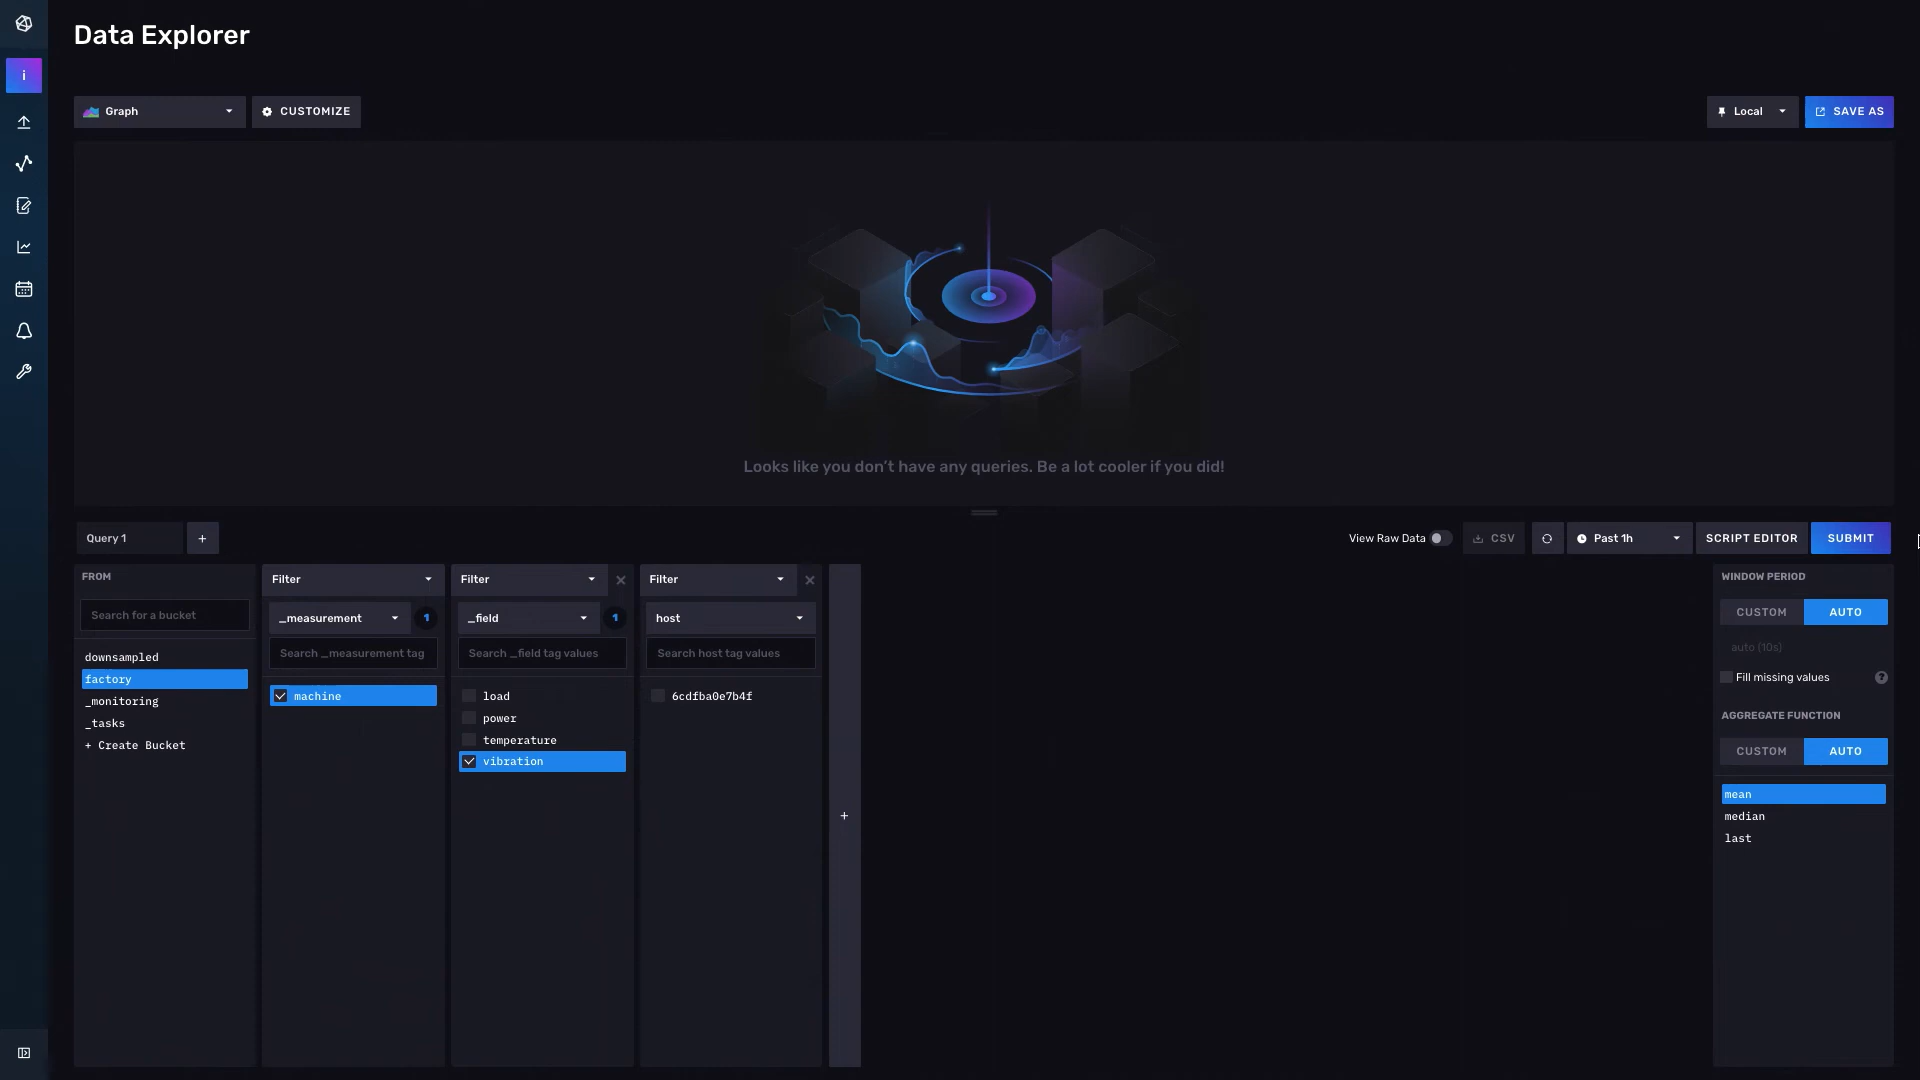 Data Explorer
i
Graph
CUSTOMIZE
Local
SAVE AS
Looks like you don't have any queries. Be a lot cooler if you did!
Query 1
+
View Raw Data
CSV
Past 1h
SCRIPT EDITOR
SUBMIT
FROM
Search for a bucket
downsampled
factory
_monitoring
_tasks
+ Create Bucket
Filter
_measurement
1
Search _measurement tag
machine
Filter
_field
1
Search _field tag values
load
power
temperature
vibration
Filter
host
Search host tag values
6cdfba0e7b4f
+
WINDOW PERIOD
CUSTOM
AUTO
auto (10s)
Fill missing values
?
AGGREGATE FUNCTION
CUSTOM
AUTO
mean
median
last